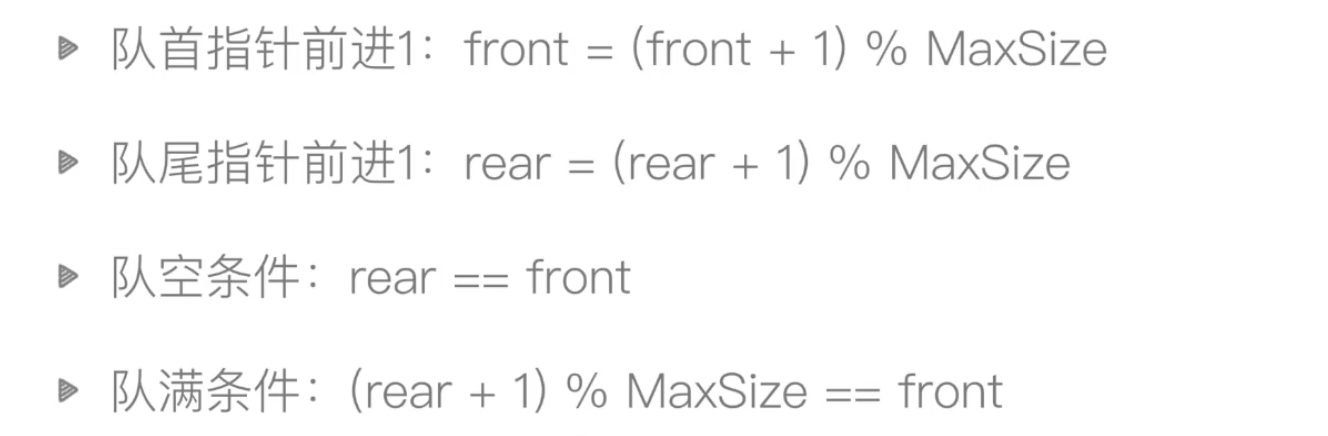 队首指针前进1：front = (front + 1) % MaxSize
队尾指针前进1：rear = (rear + 1) % MaxSize
队空条件：rear == front
队满条件：(rear + 1) % MaxSize == front